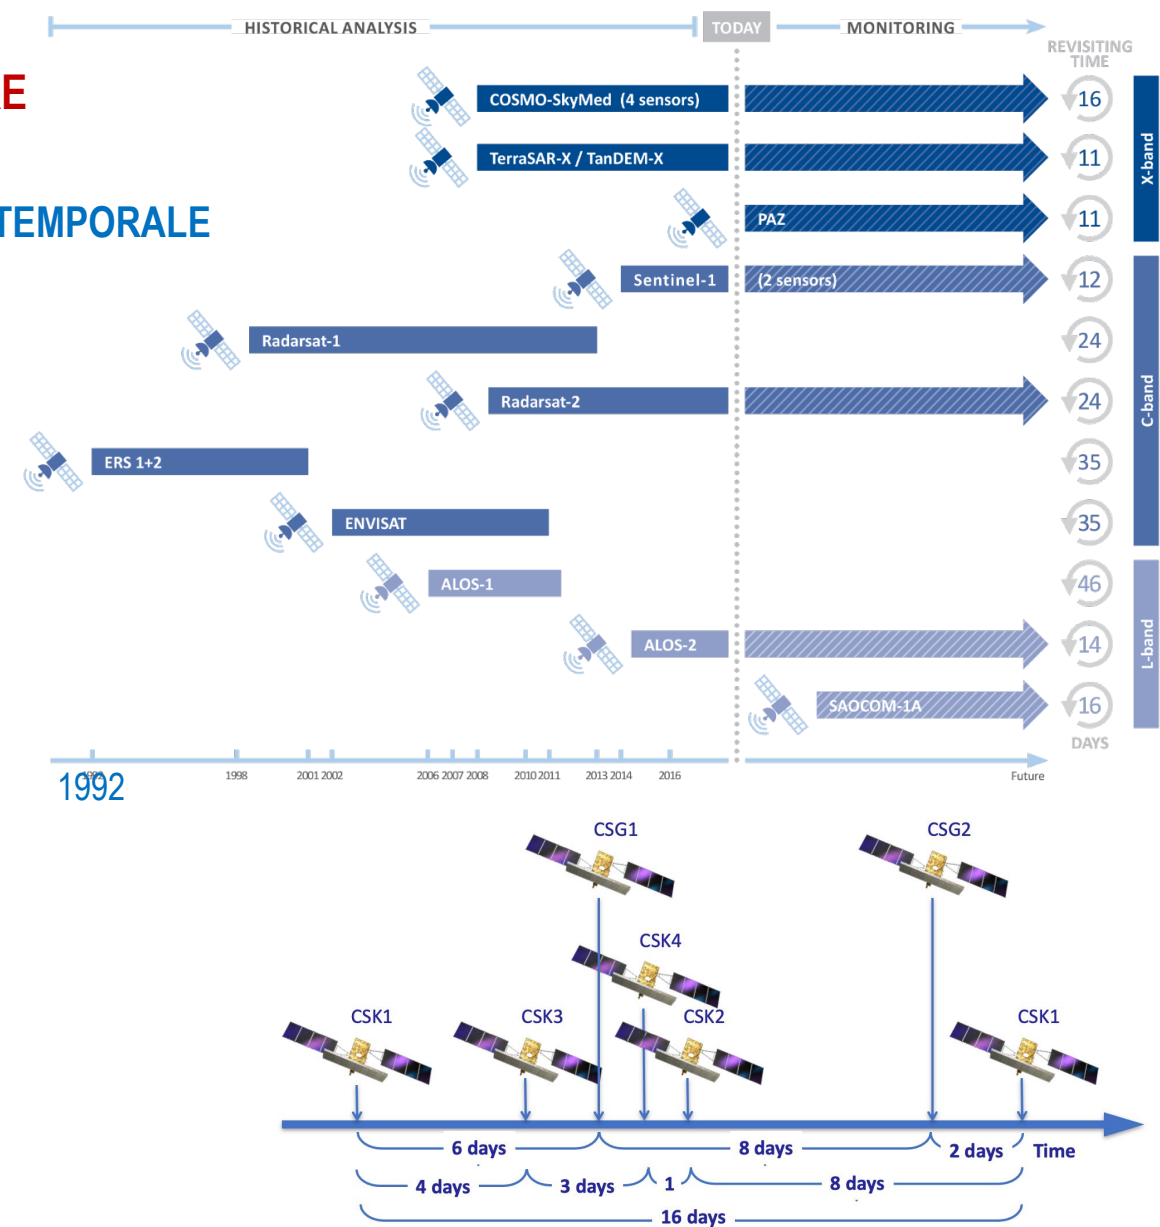 HISTORICAL ANALYSIS
TODAY
MONITORING
REVISITING
TIME
RE
COSMO-SkyMed (4 sensors)
16
TerraSAR-X / TanDEM-X
11
X-band
TEMPORALE
PAZ
11
Sentinel-1
(2 sensors)
12
Radarsat-1
24
Radarsat-2
24
C-band
ERS 1+2
35
ENVISAT
35
ALOS-1
46
ALOS-2
14
L-band
SAOCOM-1A
16
DAYS
1992
1992 1998 2001 2002 2006 2007 2008 2010 2011 2013 2014 2016 Future
CSG1
CSG2
CSK4
CSK1
CSK3
CSK2
CSK1
6 days
8 days
2 days
Time
4 days
3 days
1
8 days
16 days